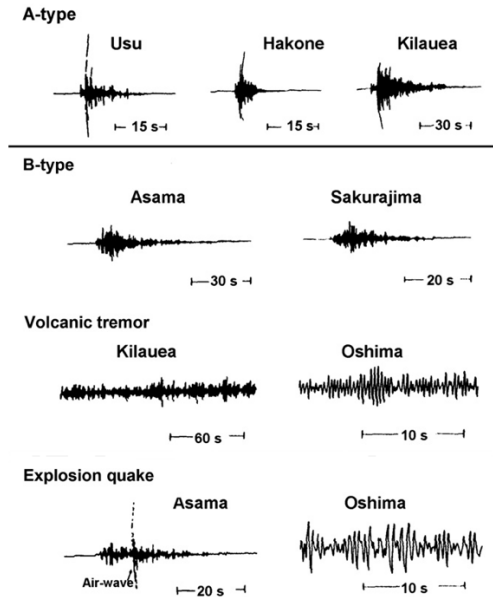 A-type
Usu Hakone Kilauea
15 s 15 s 30 s
B-type
Asama Sakurajima
30 s 20 s
Volcanic tremor
Kilauea Oshima
60 s 10 s
Explosion quake
Asama Oshima
Air-wave
20 s 10 s